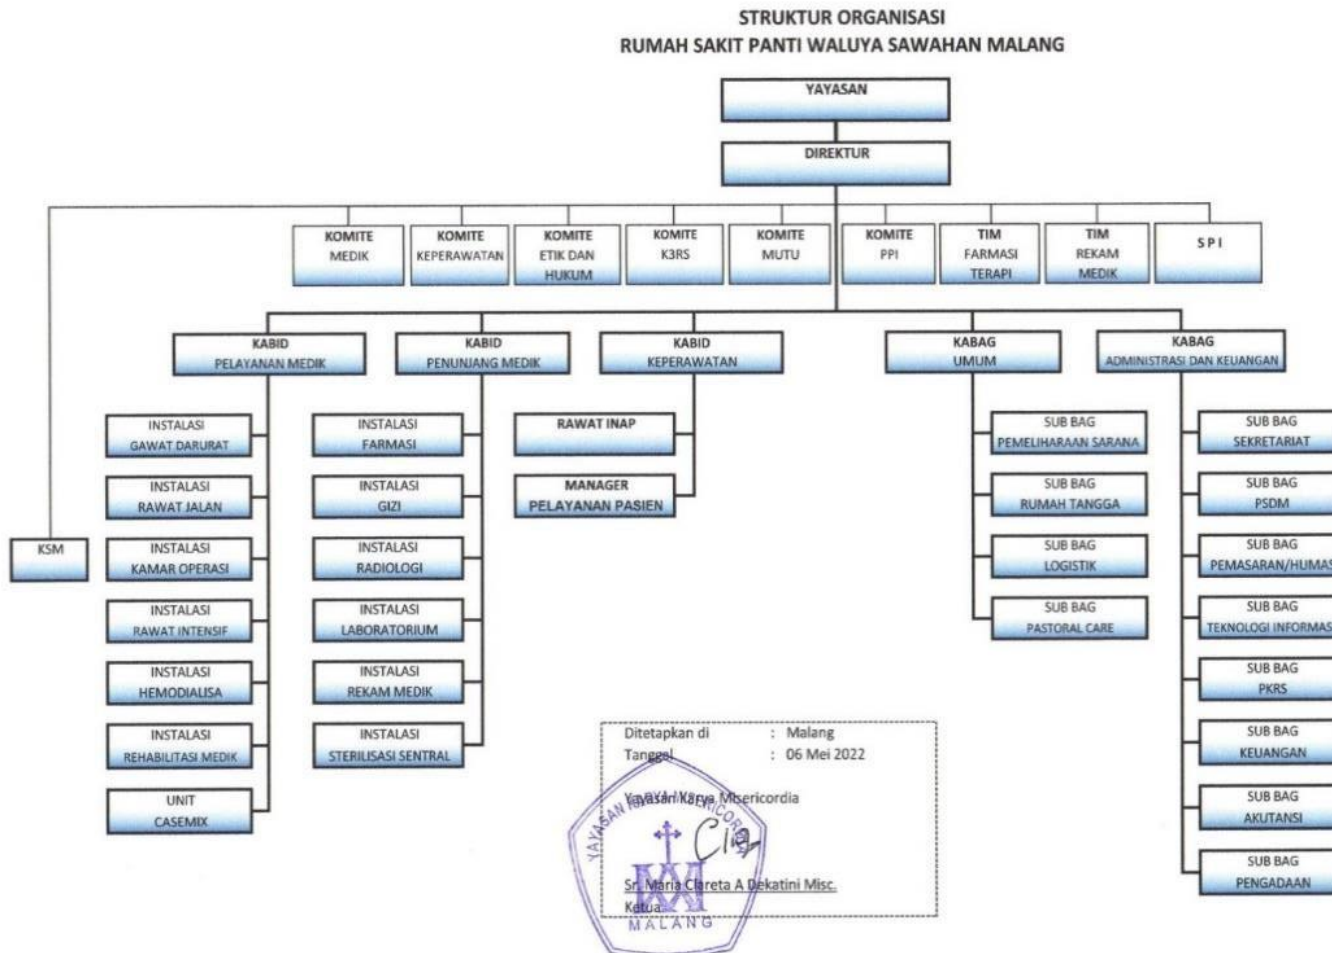 STRUKTUR ORGANISASI
RUMAH SAKIT PANTI WALUYA SAWAHAN MALANG
YAYASAN
DIREKTUR
KOMITE
MEDIK
KOMITE
KEPERAWATAN
KOMITE
ETIK DAN
HUKUM
KOMITE
K3RS
KOMITE
MUTU
KOMITE
PPI
TIM
FARMASI
TERAPI
TIM
REKAM
MEDIK
S P I
KABID
PELAYANAN MEDIK
KABID
PENUNJANG MEDIK
KABID
KEPERAWATAN
KABAG
UMUM
KABAG
ADMINISTRASI DAN KEUANGAN
KSM
INSTALASI
GAWAT DARURAT
INSTALASI
RAWAT JALAN
INSTALASI
KAMAR OPERASI
INSTALASI
RAWAT INTENSIF
INSTALASI
HEMODIALISA
INSTALASI
REHABILITASI MEDIK
UNIT
CASEMIX
INSTALASI
FARMASI
INSTALASI
GIZI
INSTALASI
RADIOLOGI
INSTALASI
LABORATORIUM
INSTALASI
REKAM MEDIK
INSTALASI
STERILISASI SENTRAL
RAWAT INAP
MANAGER
PELAYANAN PASIEN
SUB BAG
PEMELIHARAAN SARANA
SUB BAG
RUMAH TANGGA
SUB BAG
LOGISTIK
SUB BAG
PASTORAL CARE
SUB BAG
SEKRETARIAT
SUB BAG
PSDM
SUB BAG
PEMASARAN/HUMAS
SUB BAG
TEKNOLOGI INFORMAS
SUB BAG
PKRS
SUB BAG
KEUANGAN
SUB BAG
AKUTANSI
SUB BAG
PENGADAAN
Ditetapkan di : Malang
Tanggal : 06 Mei 2022
Yayasan Karya Misericordia
Sr. Maria Clareta A Dekatini Misc.
Ketua
YAYASAN KARYA MISERICORDIA
MALANG